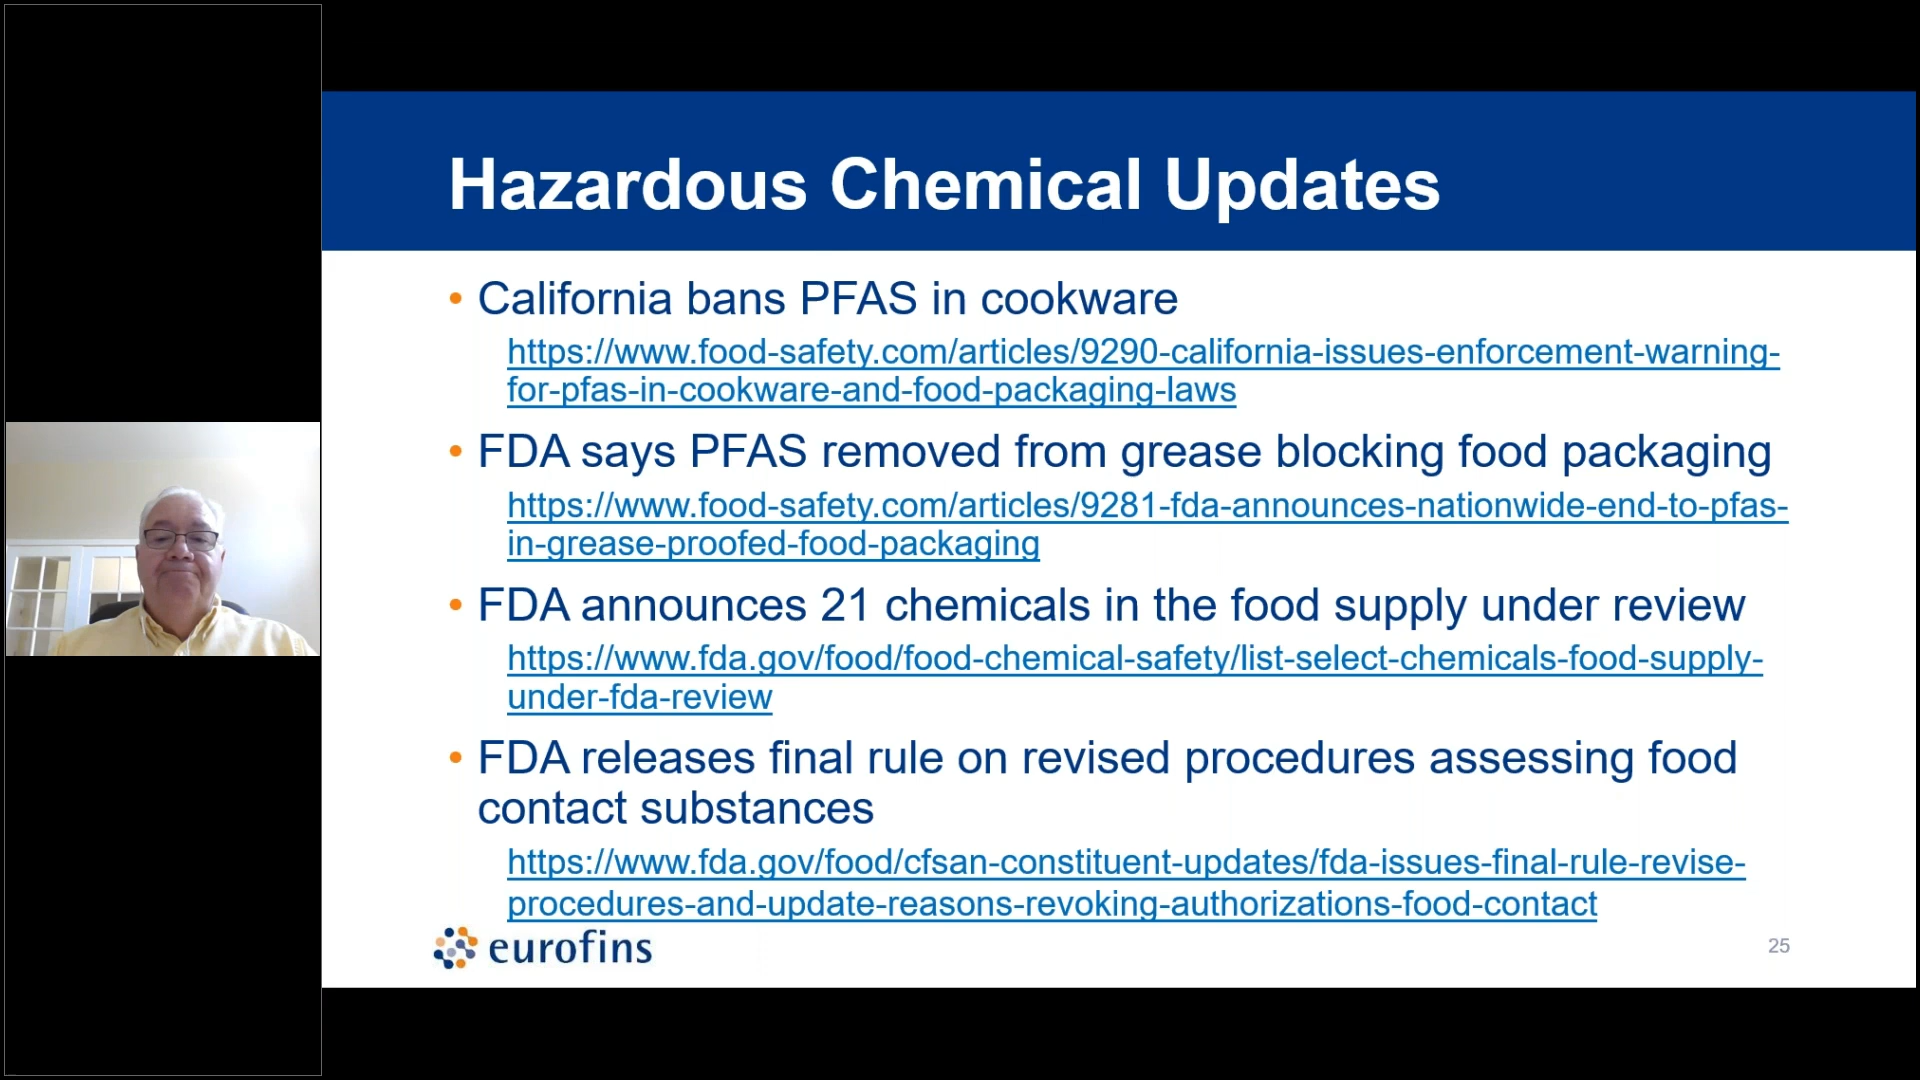 Hazardous Chemical Updates
• California bans PFAS in cookware
https://www.food-safety.com/articles/9290-california-issues-enforcement-warning-
for-pfas-in-cookware-and-food-packaging-laws
• FDA says PFAS removed from grease blocking food packaging
https://www.food-safety.com/articles/9281-fda-announces-nationwide-end-to-pfas-
in-grease-proofed-food-packaging
• FDA announces 21 chemicals in the food supply under review
https://www.fda.gov/food/food-chemical-safety/list-select-chemicals-food-supply-
under-fda-review
• FDA releases final rule on revised procedures assessing food
contact substances
https://www.fda.gov/food/cfsan-constituent-updates/fda-issues-final-rule-revise-
procedures-and-update-reasons-revoking-authorizations-food-contact
eurofins
25